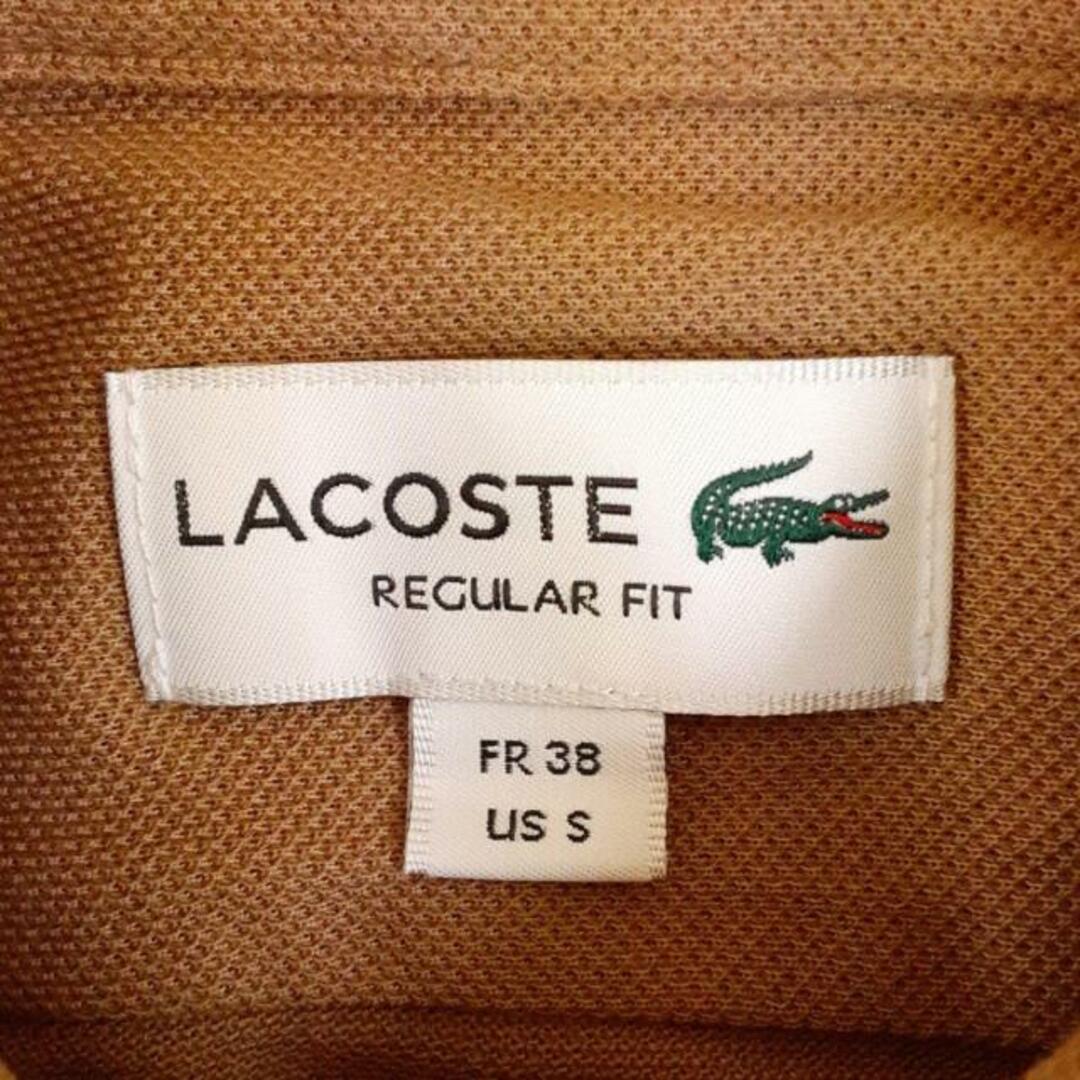 LACOSTE
REGULAR FIT
FR 38
US S